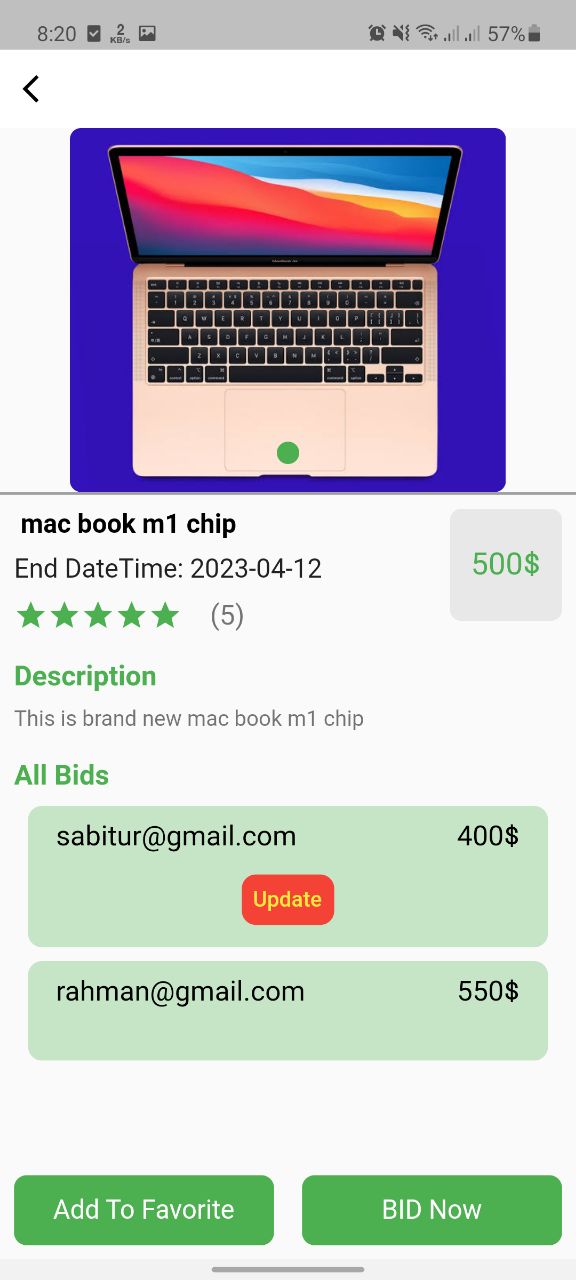 8:20 2 KB/s 57%
mac book m1 chip
500$
End DateTime: 2023-04-12
(5)
Description
This is brand new mac book m1 chip
All Bids
sabitur@gmail.com 400$
Update
rahman@gmail.com 550$
Add To Favorite BID Now